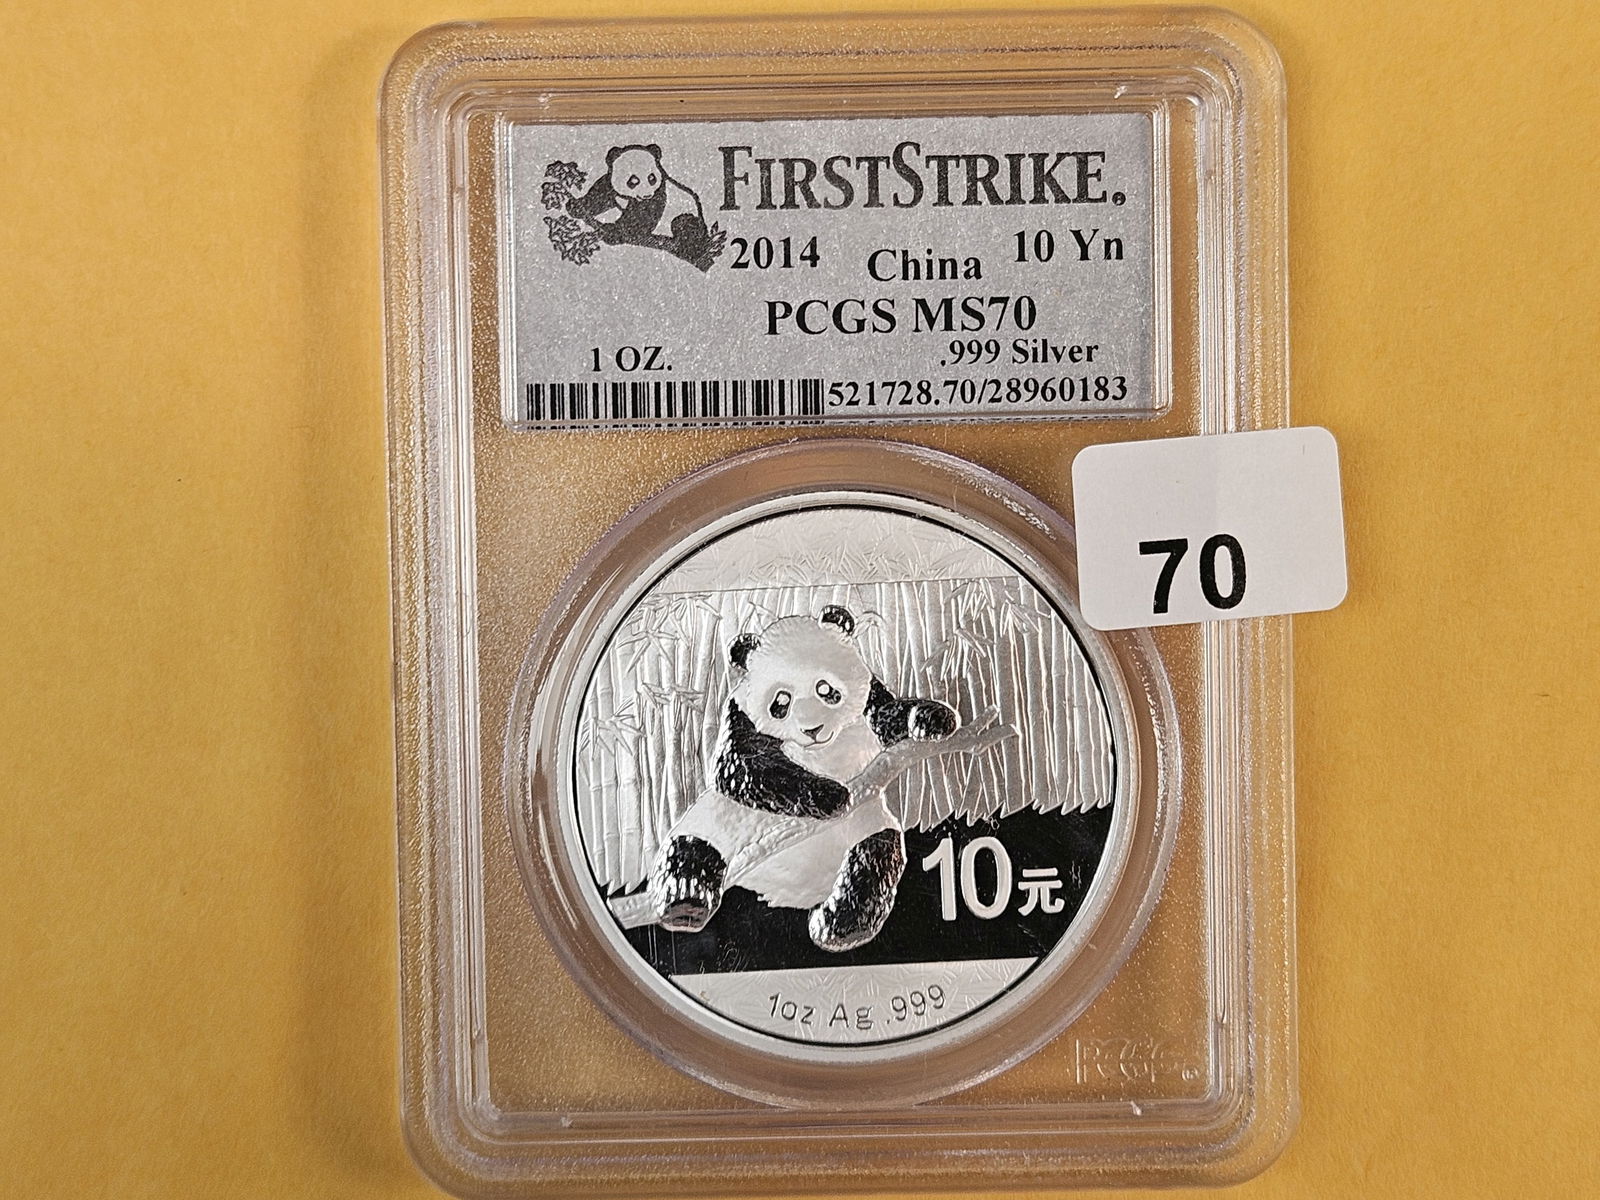 FIRSTSTRIKE®
2014 China 10 Yn
PCGS MS70
1 OZ. .999 Silver
521728.70/28960183
70
10元
1oz Ag .999
PCGS®